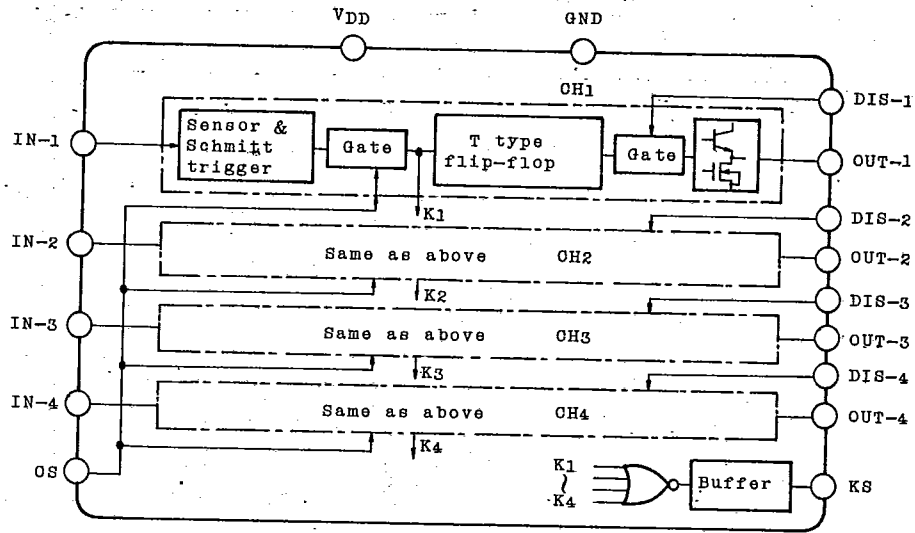 VDD
GND
CH1
DIS-1
IN-1
Sensor &
Schmitt
trigger
Gate
T type
flip-flop
Gate
OUT-1
K1
DIS-2
IN-2
Same as above CH2
OUT-2
K2
DIS-3
IN-3
Same as above CH3
OUT-3
K3
DIS-4
IN-4
Same as above CH4
OUT-4
K4
OS
K1
~
K4
Buffer
KS